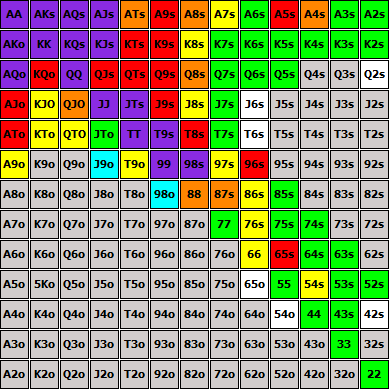 AA AKs AQs AJs ATs A9s A8s A7s A6s A5s A4s A3s A2s
AKo KK KQs KJs KTs K9s K8s K7s K6s K5s K4s K3s K2s
AQo KQo QQ QJs QTs Q9s Q8s Q7s Q6s Q5s Q4s Q3s Q2s
AJo KJO QJO JJ JTs J9s J8s J7s J6s J5s J4s J3s J2s
ATo KTo QTO JTo TT T9s T8s T7s T6s T5s T4s T3s T2s
A9o K9o Q9o J9o T9o 99 98s 97s 96s 95s 94s 93s 92s
A8o K8o Q8o J8o T8o 98o 88 87s 86s 85s 84s 83s 82s
A7o K7o Q7o J7o T7o 97o 87o 77 76s 75s 74s 73s 72s
A6o K6o Q6o J6o T6o 96o 86o 76o 66 65s 64s 63s 62s
A5o 5Ko Q5o J5o T5o 95o 85o 75o 65o 55 54s 53s 52s
A4o K4o Q4o J4o T4o 94o 84o 74o 64o 54o 44 43s 42s
A3o K3o Q3o J3o T3o 93o 83o 73o 63o 53o 43o 33 32s
A2o K2o Q2o J2o T2o 92o 82o 72o 62o 52o 42o 32o 22